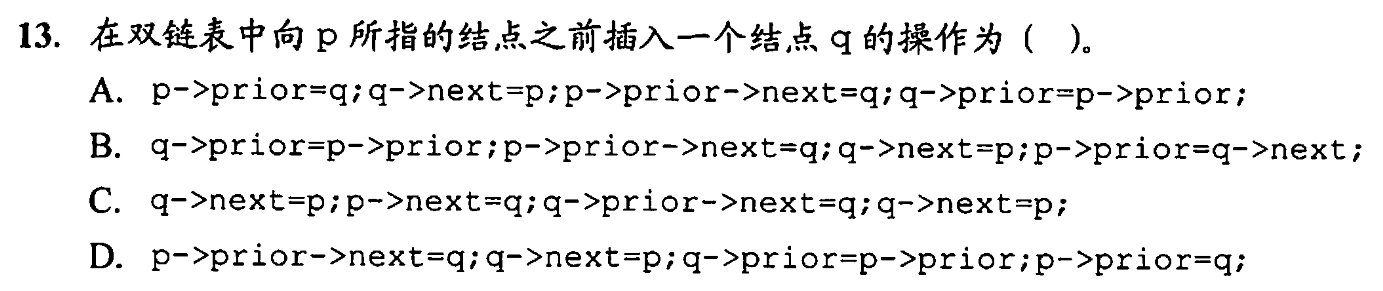 13. 在双链表中向 p 所指的结点之前插入一个结点 q 的操作为 (   )。
A. p->prior=q;q->next=p;p->prior->next=q;q->prior=p->prior;
B. q->prior=p->prior;p->prior->next=q;q->next=p;p->prior=q->next;
C. q->next=p;p->next=q;q->prior->next=q;q->next=p;
D. p->prior->next=q;q->next=p;q->prior=p->prior;p->prior=q;